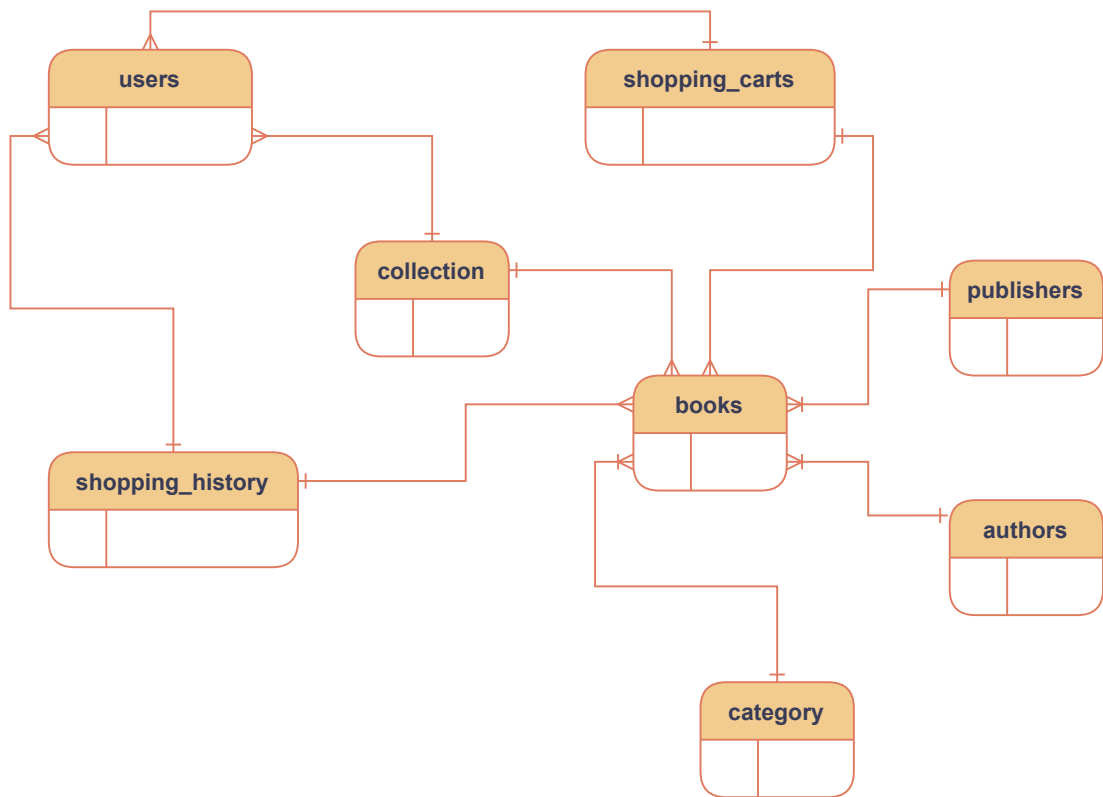 users
shopping_carts
collection
publishers
books
shopping_history
authors
category